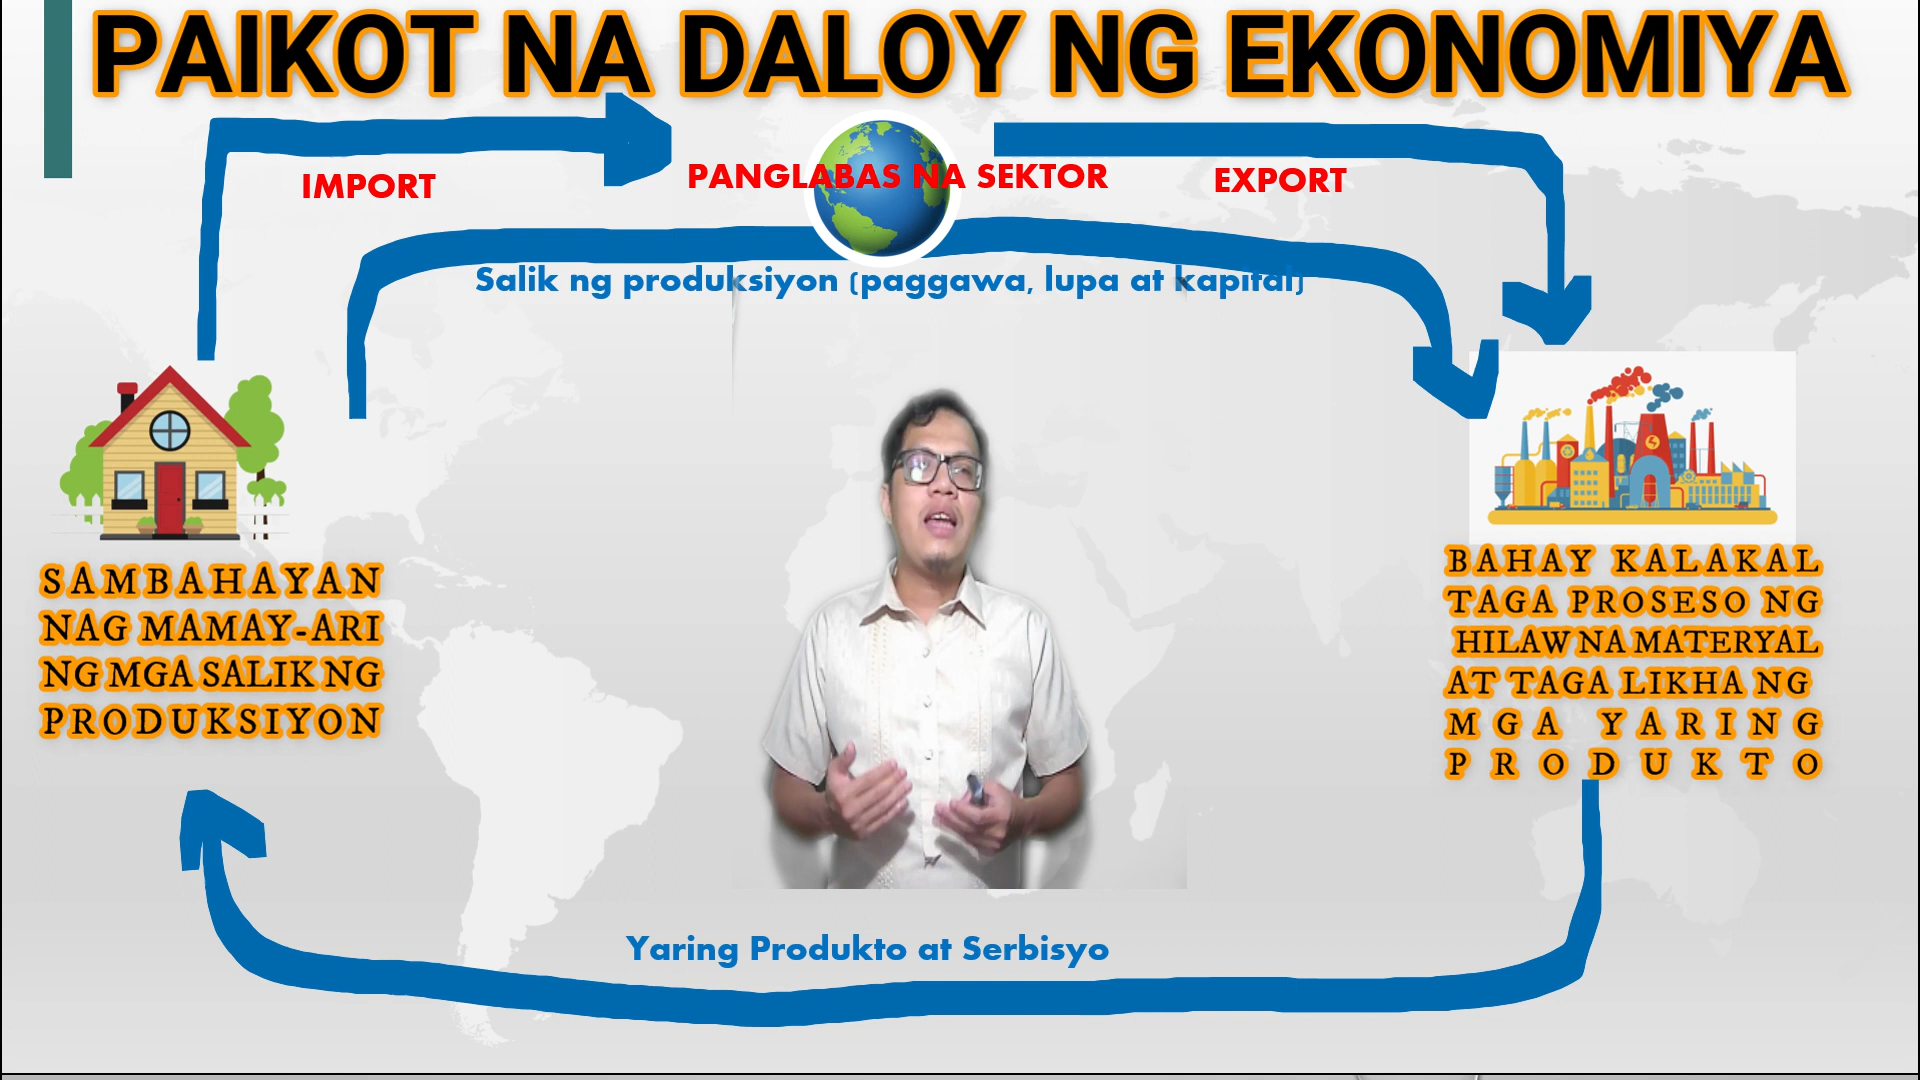 PAIKOT NA DALOY NG EKONOMIYA
IMPORT
PANGLABAS NA SEKTOR
EXPORT
Salik ng produksiyon (paggawa, lupa at kapital)
SAMBAHAYAN
NAG MAMAY-ARI
NG MGA SALIK NG
PRODUKSIYON
BAHAY KALAKAL
TAGA PROSESO NG
HILAW NA MATERYAL
AT TAGA LIKHA NG
MGA YARING
PRODUKTO
Yaring Produkto at Serbisyo